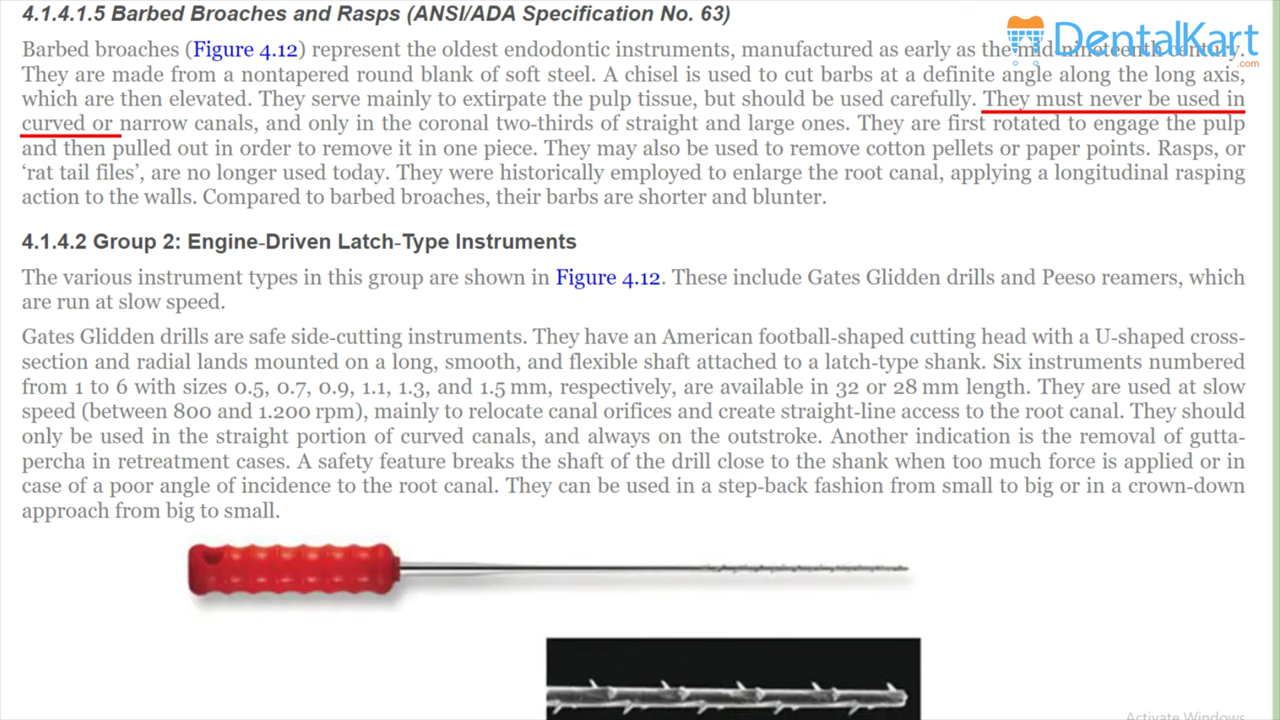 4.1.4.1.5 Barbed Broaches and Rasps (ANSI/ADA Specification No. 63)
DentalKart
.com
Barbed broaches (Figure 4.12) represent the oldest endodontic instruments, manufactured as early as the mid-nineteenth century.
They are made from a nontapered round blank of soft steel. A chisel is used to cut barbs at a definite angle along the long axis,
which are then elevated. They serve mainly to extirpate the pulp tissue, but should be used carefully. They must never be used in
curved or narrow canals, and only in the coronal two-thirds of straight and large ones. They are first rotated to engage the pulp
and then pulled out in order to remove it in one piece. They may also be used to remove cotton pellets or paper points. Rasps, or
‘rat tail files’, are no longer used today. They were historically employed to enlarge the root canal, applying a longitudinal rasping
action to the walls. Compared to barbed broaches, their barbs are shorter and blunter.
4.1.4.2 Group 2: Engine-Driven Latch-Type Instruments
The various instrument types in this group are shown in Figure 4.12. These include Gates Glidden drills and Peeso reamers, which
are run at slow speed.
Gates Glidden drills are safe side-cutting instruments. They have an American football-shaped cutting head with a U-shaped cross-
section and radial lands mounted on a long, smooth, and flexible shaft attached to a latch-type shank. Six instruments numbered
from 1 to 6 with sizes 0.5, 0.7, 0.9, 1.1, 1.3, and 1.5 mm, respectively, are available in 32 or 28 mm length. They are used at slow
speed (between 800 and 1.200 rpm), mainly to relocate canal orifices and create straight-line access to the root canal. They should
only be used in the straight portion of curved canals, and always on the outstroke. Another indication is the removal of gutta-
percha in retreatment cases. A safety feature breaks the shaft of the drill close to the shank when too much force is applied or in
case of a poor angle of incidence to the root canal. They can be used in a step-back fashion from small to big or in a crown-down
approach from big to small.
Activate Windows